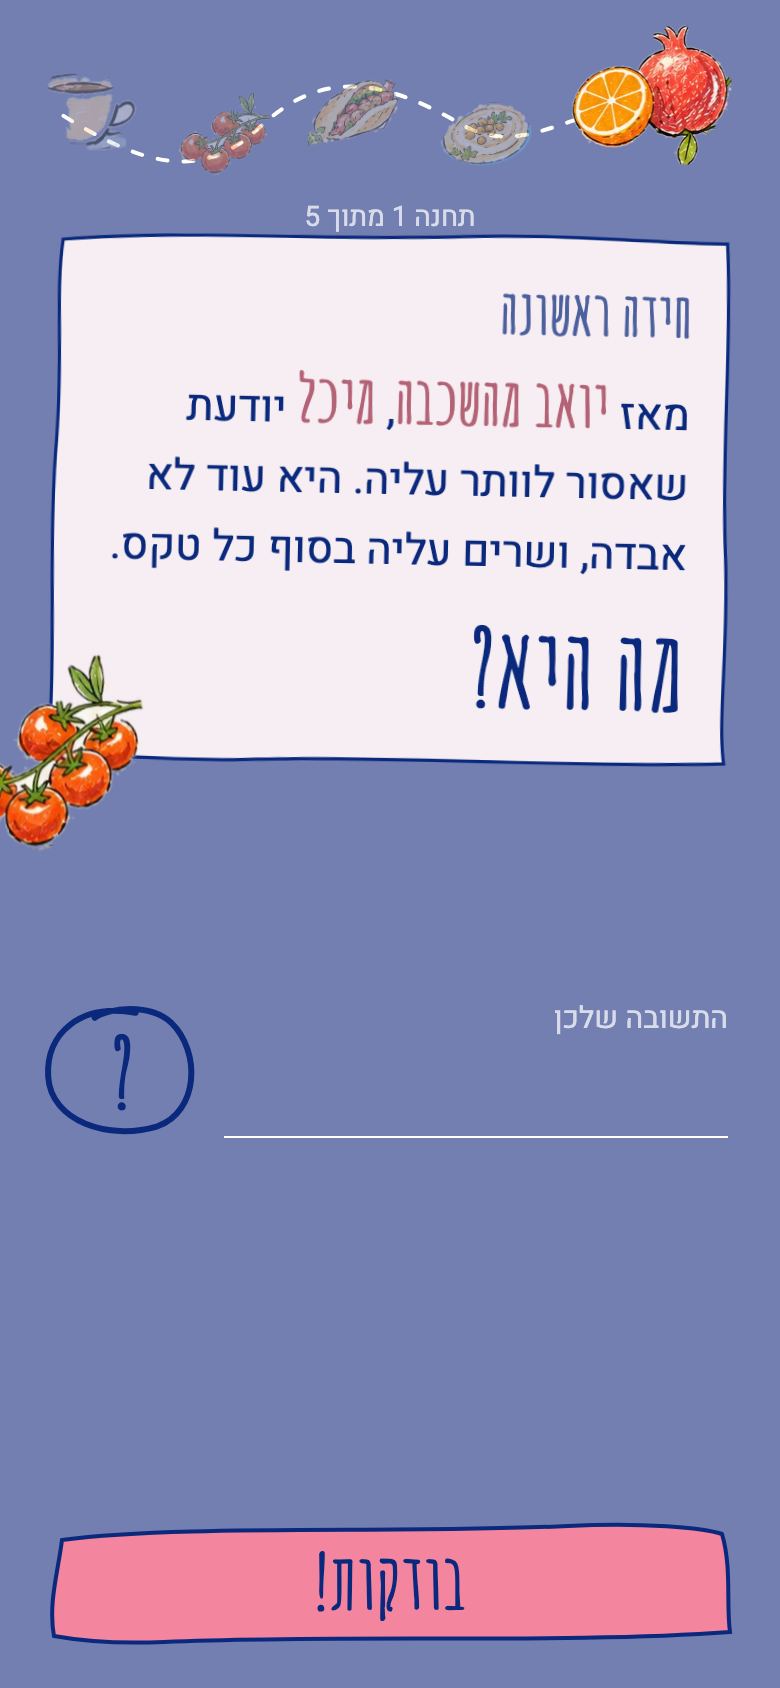 תחנה 1 מתוך 5
חידה ראשונה
מאז יואב מהשכבה, מיכל יודעת
שאסור לוותר עליה. היא עוד לא
אבדה, ושרים עליה בסוף כל טקס.
מה היא?
התשובה שלכן
?
בודקות!